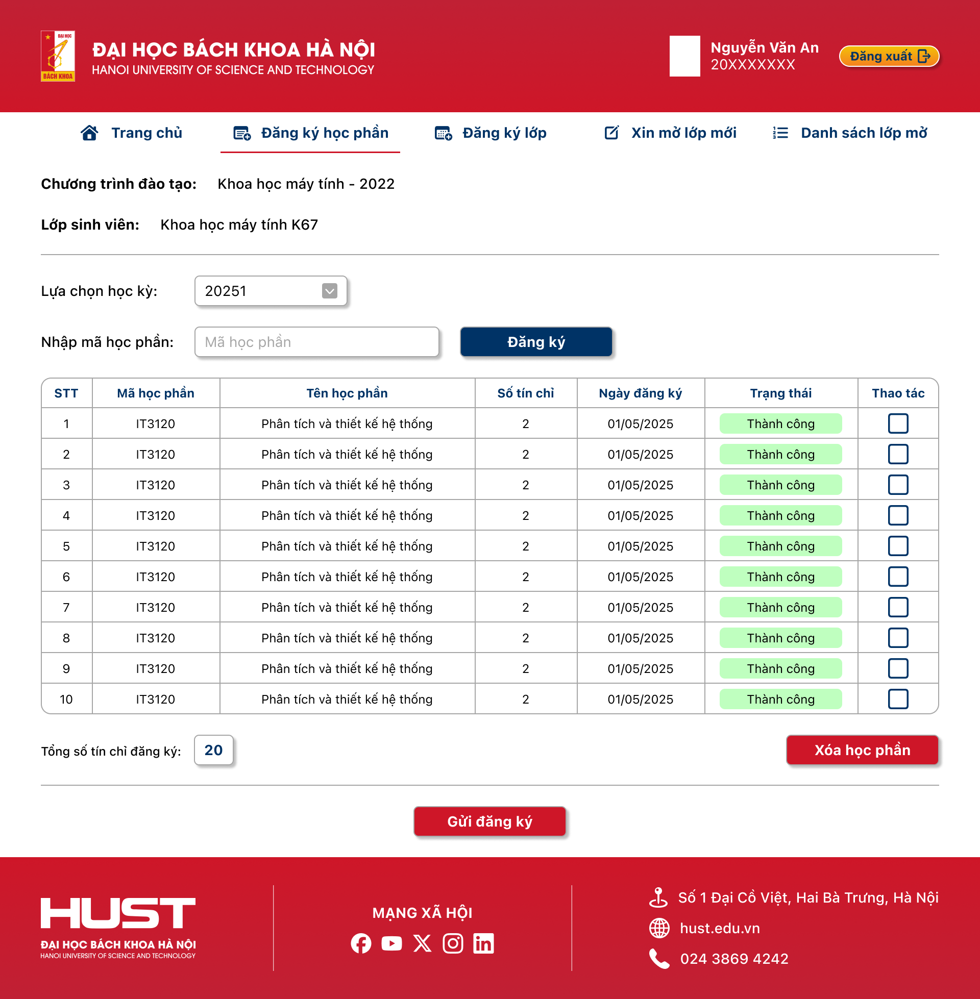 ĐẠI HỌC
BÁCH KHOA
ĐẠI HỌC BÁCH KHOA HÀ NỘI
HANOI UNIVERSITY OF SCIENCE AND TECHNOLOGY
Nguyễn Văn An
20XXXXXXX
Đăng xuất
Trang chủ Đăng ký học phần Đăng ký lớp Xin mở lớp mới Danh sách lớp mở
Chương trình đào tạo: Khoa học máy tính - 2022
Lớp sinh viên: Khoa học máy tính K67
Lựa chọn học kỳ: 20251
Nhập mã học phần: Mã học phần Đăng ký
STT Mã học phần Tên học phần Số tín chỉ Ngày đăng ký Trạng thái Thao tác
1 IT3120 Phân tích và thiết kế hệ thống 2 01/05/2025 Thành công
2 IT3120 Phân tích và thiết kế hệ thống 2 01/05/2025 Thành công
3 IT3120 Phân tích và thiết kế hệ thống 2 01/05/2025 Thành công
4 IT3120 Phân tích và thiết kế hệ thống 2 01/05/2025 Thành công
5 IT3120 Phân tích và thiết kế hệ thống 2 01/05/2025 Thành công
6 IT3120 Phân tích và thiết kế hệ thống 2 01/05/2025 Thành công
7 IT3120 Phân tích và thiết kế hệ thống 2 01/05/2025 Thành công
8 IT3120 Phân tích và thiết kế hệ thống 2 01/05/2025 Thành công
9 IT3120 Phân tích và thiết kế hệ thống 2 01/05/2025 Thành công
10 IT3120 Phân tích và thiết kế hệ thống 2 01/05/2025 Thành công
Tổng số tín chỉ đăng ký: 20 Xóa học phần
Gửi đăng ký
HUST
ĐẠI HỌC BÁCH KHOA HÀ NỘI
HANOI UNIVERSITY OF SCIENCE AND TECHNOLOGY
MẠNG XÃ HỘI
Số 1 Đại Cồ Việt, Hai Bà Trưng, Hà Nội
hust.edu.vn
024 3869 4242